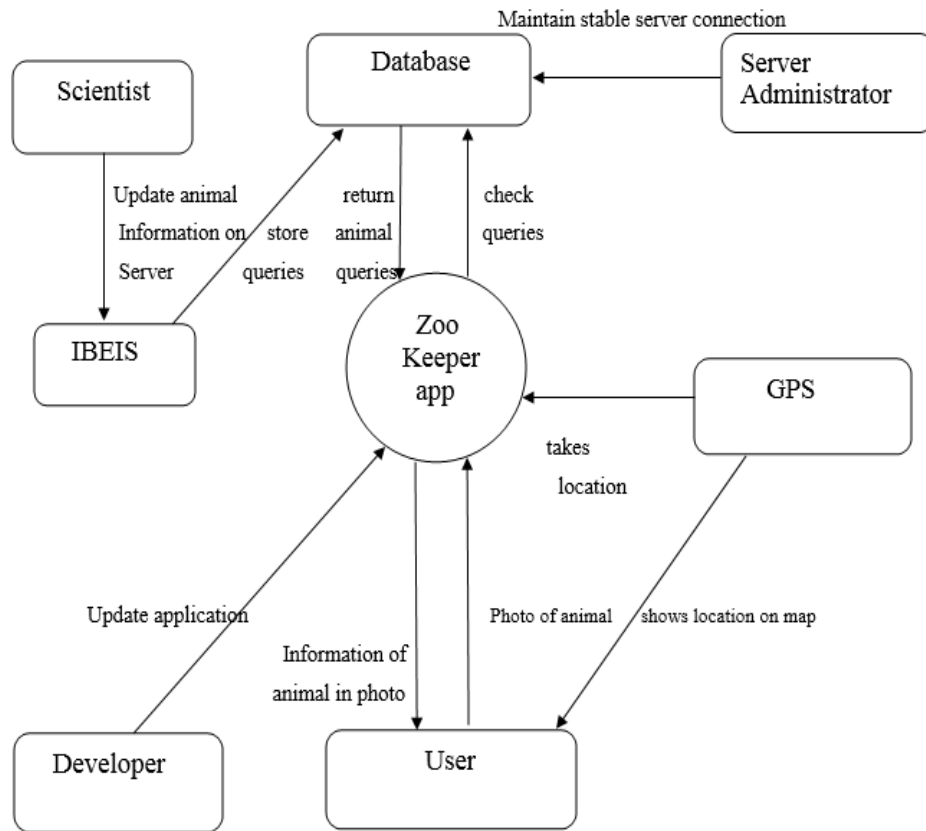 Maintain stable server connection
Database
Server
Administrator
Scientist
Update animal
Information on
Server
store
queries
return
animal
queries
check
queries
IBEIS
Zoo
Keeper
app
GPS
takes
location
Update application
Photo of animal
shows location on map
Information of
animal in photo
Developer
User